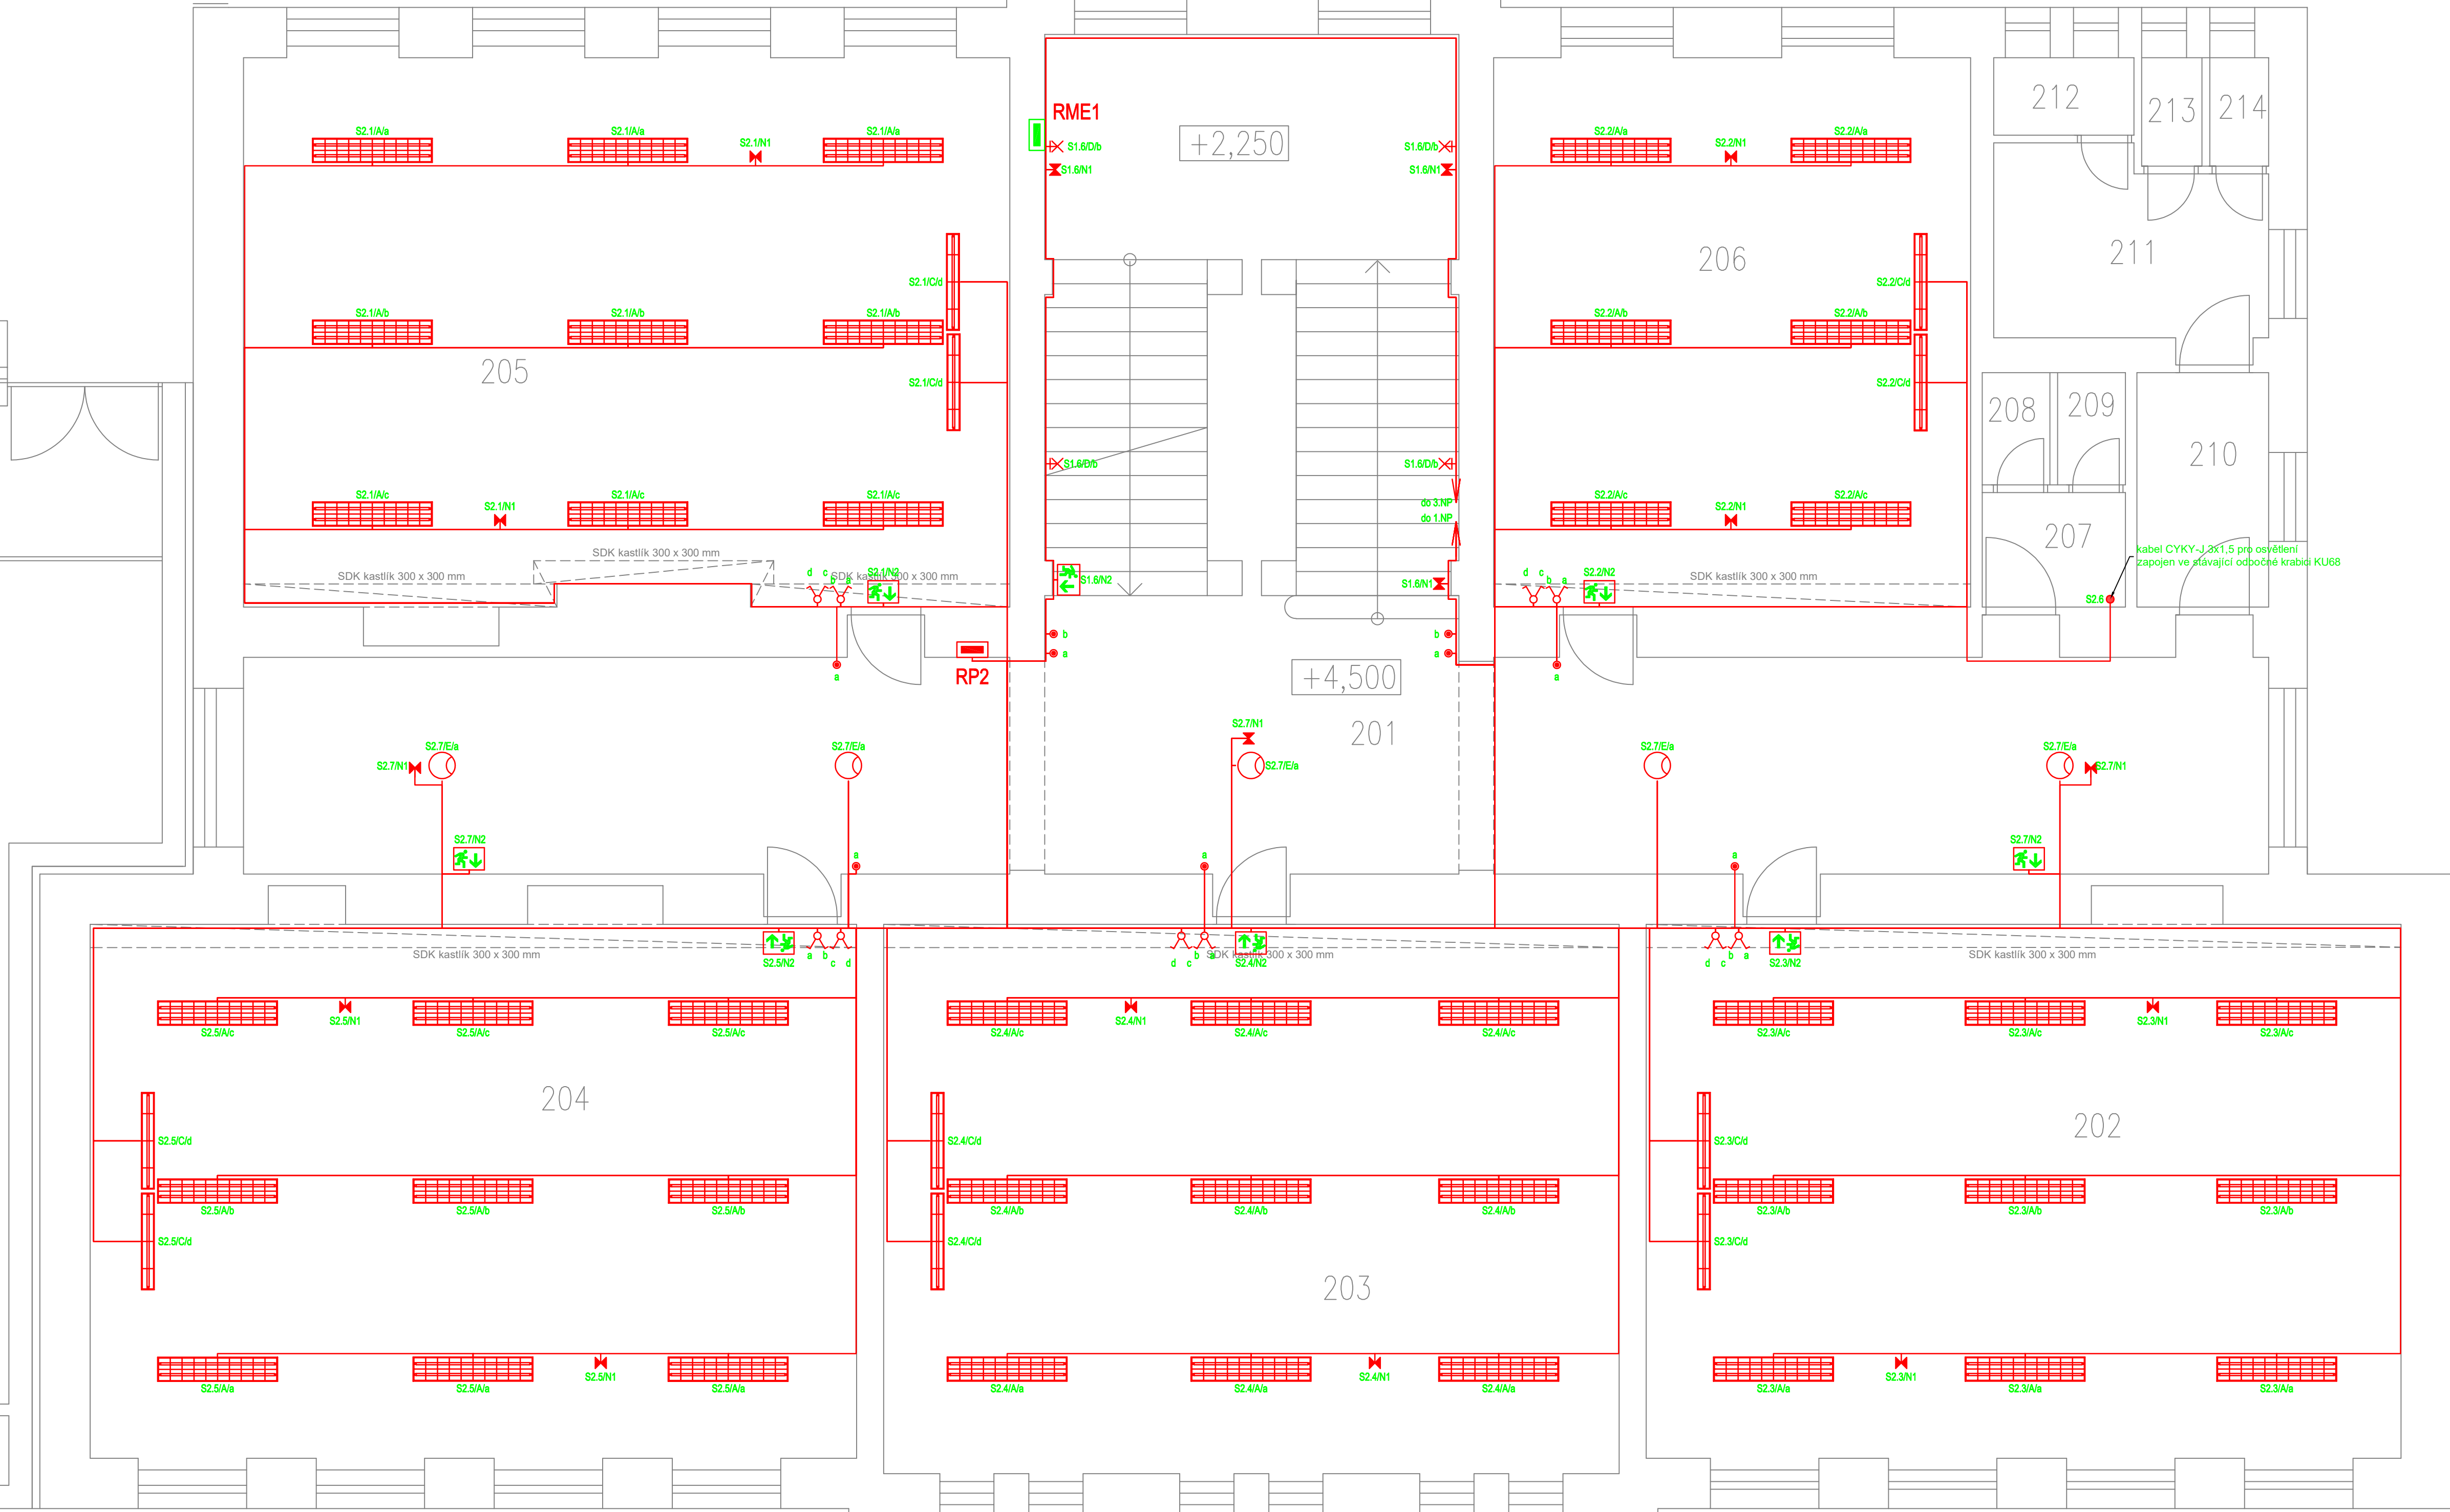 RME1
+2,250
212
213
214
S2.1/A/a
S2.1/A/a
S2.1/N1
S2.1/A/a
S1.6/D/b
S1.6/D/b
S1.6/N1
S1.6/N1
S2.2/A/a
S2.2/N1
S2.2/A/a
206
211
S2.1/C/d
S2.2/C/d
S2.1/A/b
S2.1/A/b
S2.1/A/b
S2.2/A/b
S2.2/A/b
205
S2.1/C/d
S2.2/C/d
208
209
210
S1.6/D/b
S1.6/D/b
S2.1/A/c
S2.1/N1
S2.1/A/c
S2.1/A/c
do 3.NP
do 1.NP
S2.2/A/c
S2.2/N1
S2.2/A/c
207
SDK kastlík 300 x 300 mm
SDK kastlík 300 x 300 mm
d c b a
S2.1/N2
SDK kastlík 300 x 300 mm
S1.6/N2
S1.6/N1
d c b a
S2.2/N2
SDK kastlík 300 x 300 mm
kabel CYKY-J 3x1,5 pro osvětlení
zapojen ve stávající odbočné krabici KU68
S2.6
b
a
b
a
a
a
RP2
+4,500
201
S2.7/N1
S2.7/E/a
S2.7/N1
S2.7/E/a
S2.7/E/a
S2.7/E/a
S2.7/E/a
S2.7/N1
S2.7/N2
a
a
a
S2.7/N2
SDK kastlík 300 x 300 mm
S2.5/N2
a b c d
d c b a
S2.4/N2
SDK kastlík 300 x 300 mm
d c b a
S2.3/N2
SDK kastlík 300 x 300 mm
S2.5/A/c
S2.5/N1
S2.5/A/c
S2.5/A/c
S2.4/A/c
S2.4/N1
S2.4/A/c
S2.4/A/c
S2.3/A/c
S2.3/A/c
S2.3/N1
S2.3/A/c
204
202
S2.5/C/d
S2.4/C/d
S2.3/C/d
S2.5/A/b
S2.5/A/b
S2.5/A/b
S2.4/A/b
S2.4/A/b
S2.4/A/b
S2.3/A/b
S2.3/A/b
S2.3/A/b
S2.5/C/d
S2.4/C/d
S2.3/C/d
203
S2.5/A/a
S2.5/A/a
S2.5/N1
S2.5/A/a
S2.4/A/a
S2.4/A/a
S2.4/N1
S2.4/A/a
S2.3/A/a
S2.3/N1
S2.3/A/a
S2.3/A/a